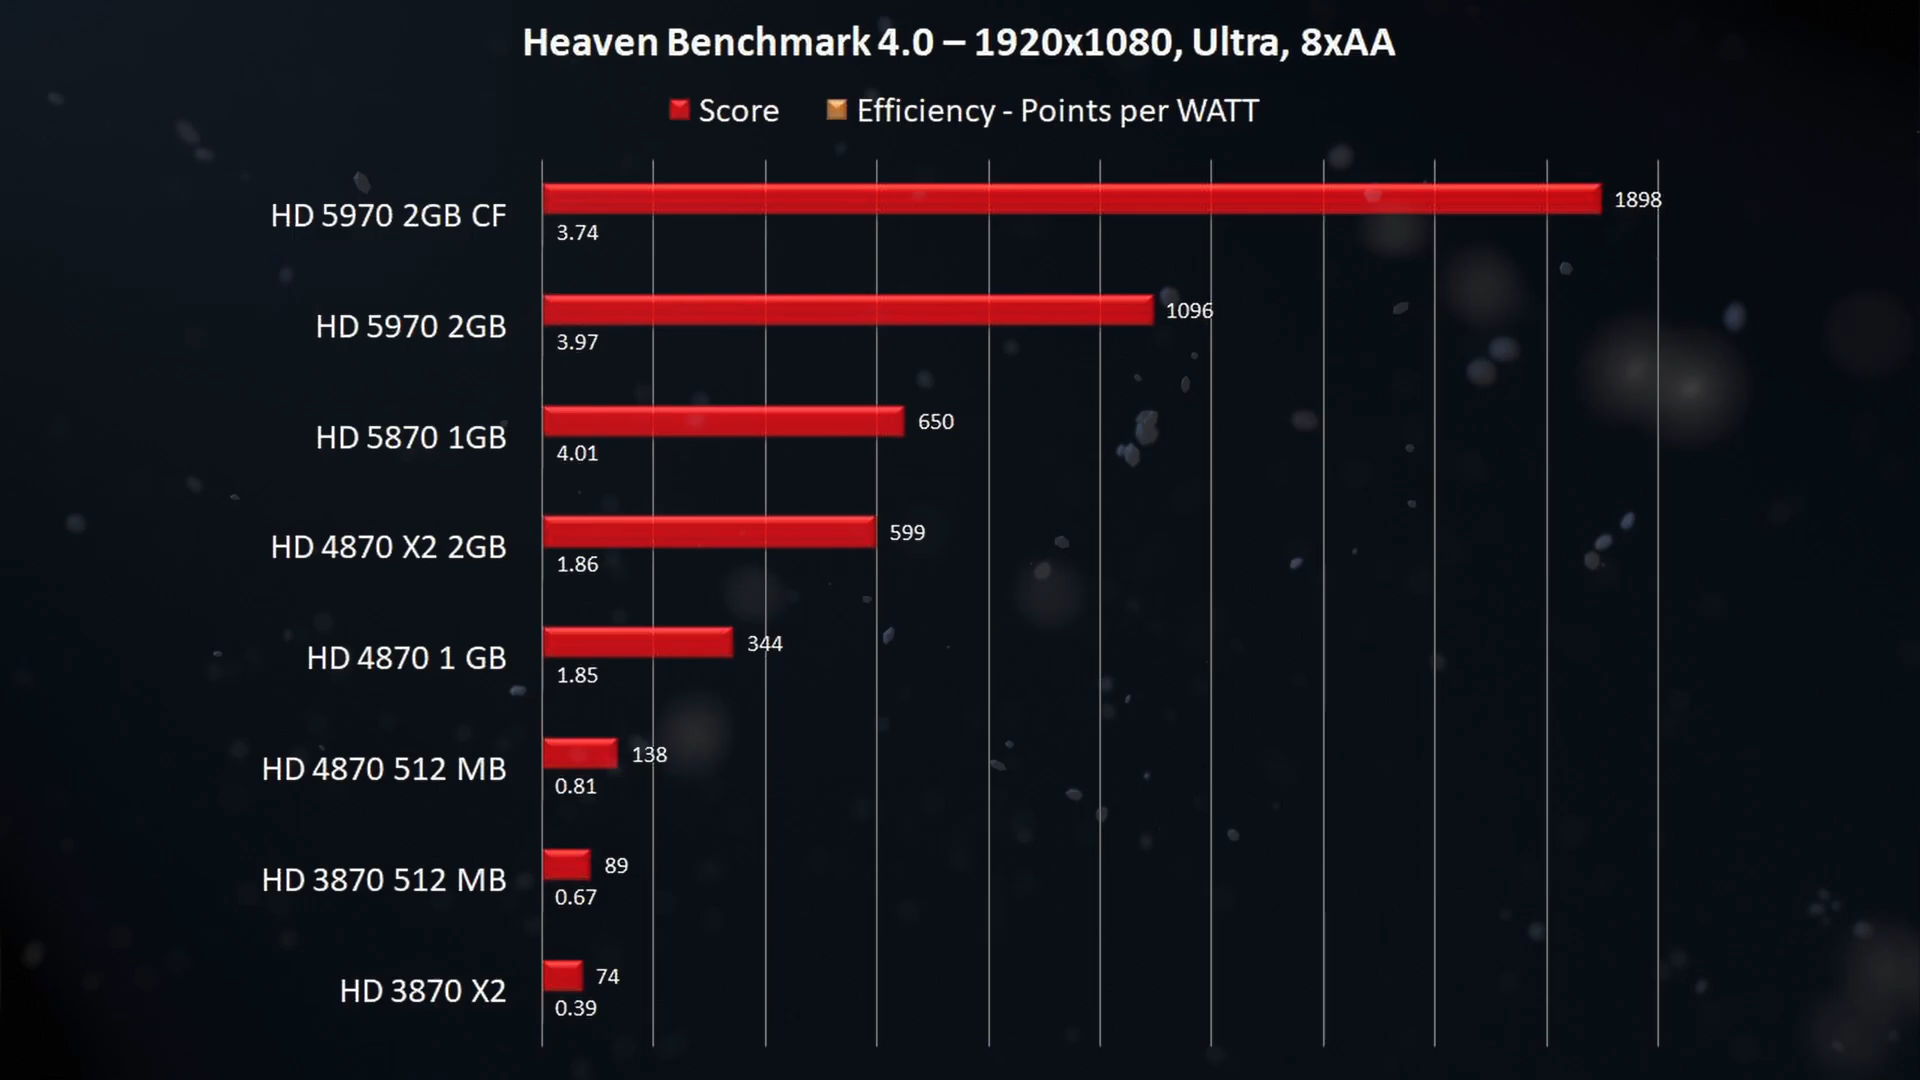 Heaven Benchmark 4.0 – 1920x1080, Ultra, 8xAA
Score Efficiency - Points per WATT
HD 5970 2GB CF 1898
3.74
HD 5970 2GB 1096
3.97
HD 5870 1GB 650
4.01
HD 4870 X2 2GB 599
1.86
HD 4870 1 GB 344
1.85
HD 4870 512 MB 138
0.81
HD 3870 512 MB 89
0.67
HD 3870 X2 74
0.39